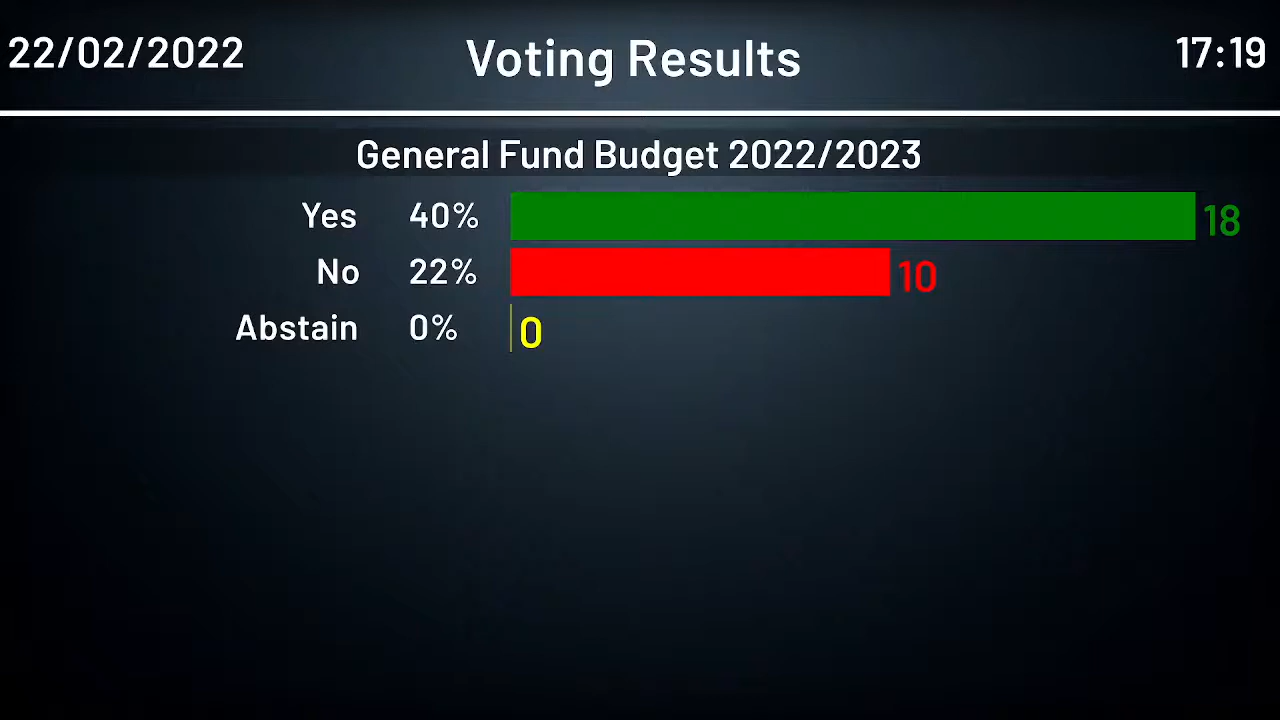 22/02/2022 Voting Results 17:19
General Fund Budget 2022/2023
Yes 40% 18
No 22% 10
Abstain 0% 0